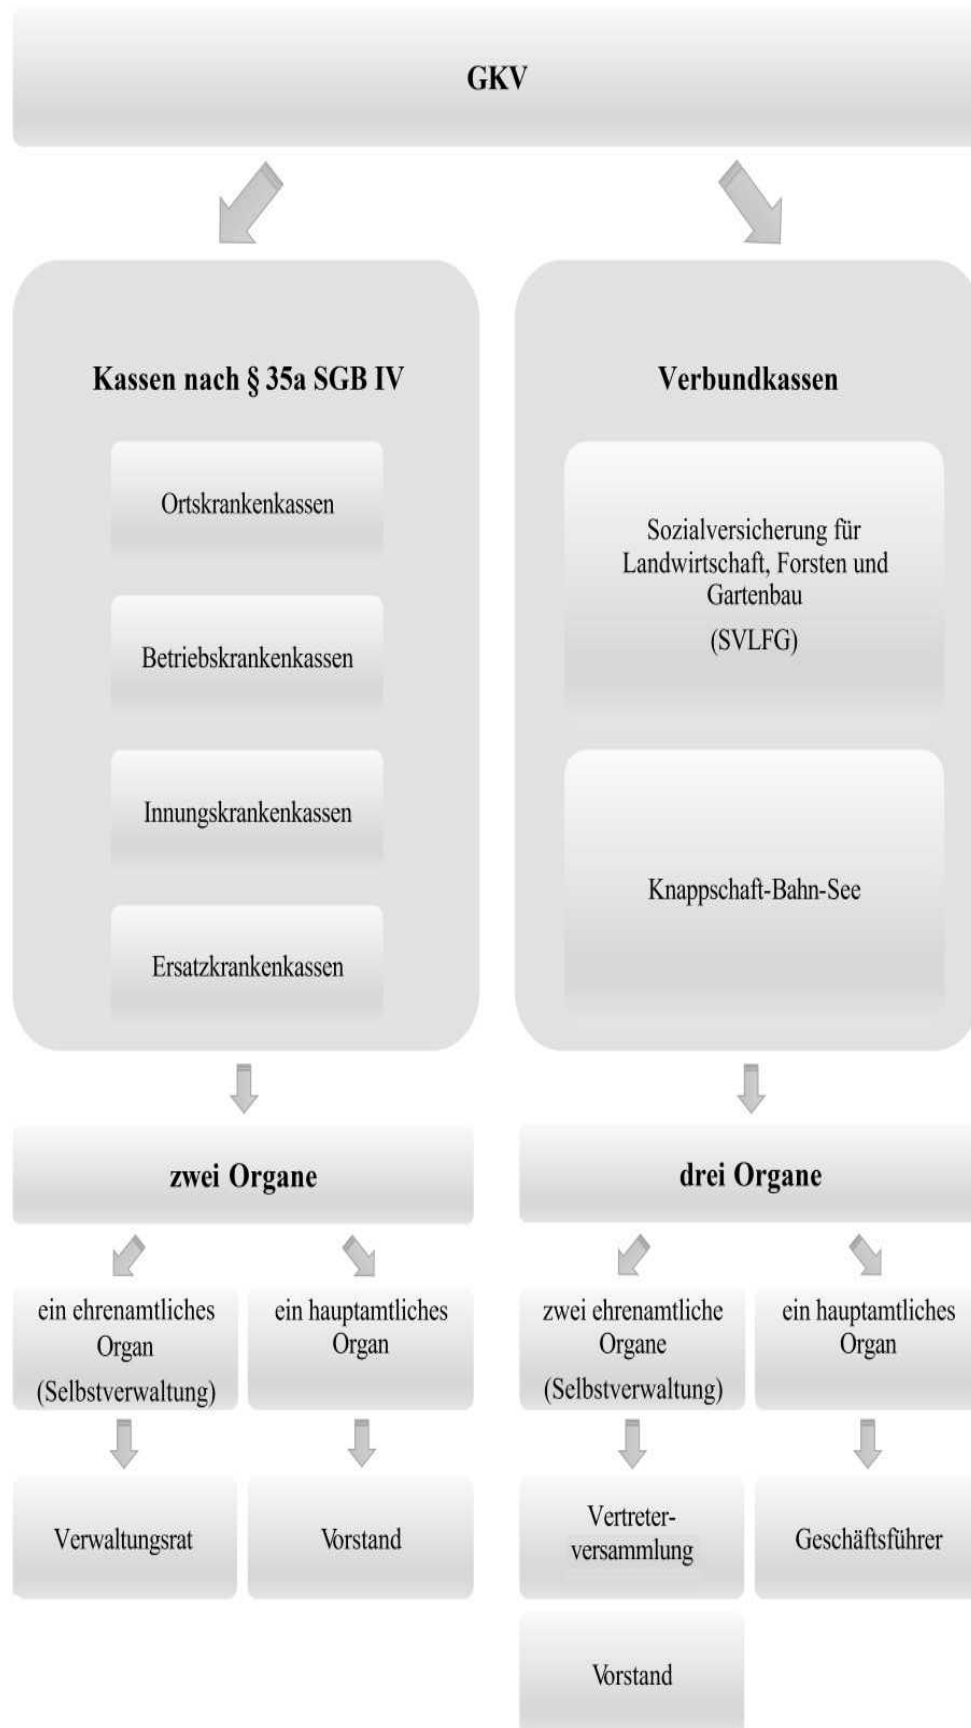 GKV
Kassen nach § 35a SGB IV
Ortskrankenkassen
Betriebskrankenkassen
Innungskrankenkassen
Ersatzkrankenkassen
Verbundkassen
Sozialversicherung für
Landwirtschaft, Forsten und
Gartenbau
(SVLFG)
Knappschaft-Bahn-See
zwei Organe
ein ehrenamtliches
Organ
(Selbstverwaltung)
ein hauptamtliches
Organ
Verwaltungsrat
Vorstand
drei Organe
zwei ehrenamtliche
Organe
(Selbstverwaltung)
ein hauptamtliches
Organ
Vertreter-
versammlung
Geschäftsführer
Vorstand